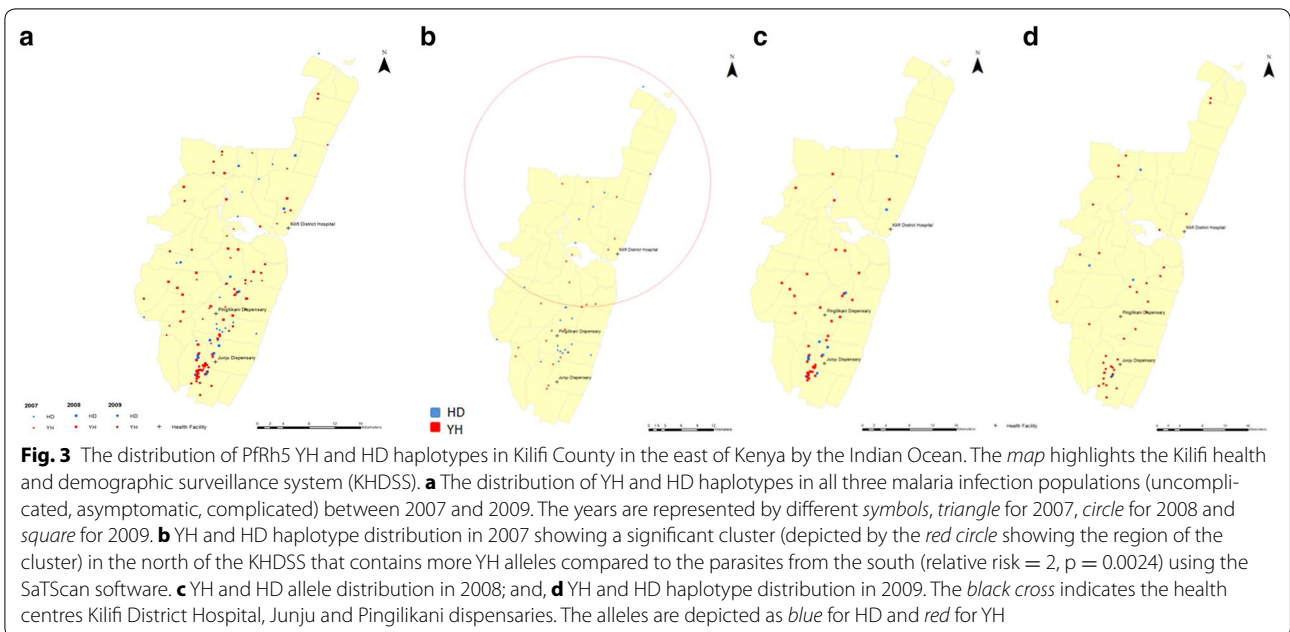 a
b
c
d
N
N
N
N
Kilifi District Hospital
Kilifi District Hospital
Kilifi District Hospital
Kilifi District Hospital
Pingilikani Dispensary
Pingilikani Dispensary
Pingilikani Dispensary
Pingilikani Dispensary
Junju Dispensary
Junju Dispensary
Junju Dispensary
Junju Dispensary
2007 2008 2009
HD HD HD
YH YH YH + Health Facility
HD
YH
+ Health Facility
Fig. 3 The distribution of PfRh5 YH and HD haplotypes in Kilifi County in the east of Kenya by the Indian Ocean. The map highlights the Kilifi health
and demographic surveillance system (KHDSS). a The distribution of YH and HD haplotypes in all three malaria infection populations (uncompli-
cated, asymptomatic, complicated) between 2007 and 2009. The years are represented by different symbols, triangle for 2007, circle for 2008 and
square for 2009. b YH and HD haplotype distribution in 2007 showing a significant cluster (depicted by the red circle showing the region of the
cluster) in the north of the KHDSS that contains more YH alleles compared to the parasites from the south (relative risk = 2, p = 0.0024) using the
SaTScan software. c YH and HD allele distribution in 2008; and, d YH and HD haplotype distribution in 2009. The black cross indicates the health
centres Kilifi District Hospital, Junju and Pingilikani dispensaries. The alleles are depicted as blue for HD and red for YH